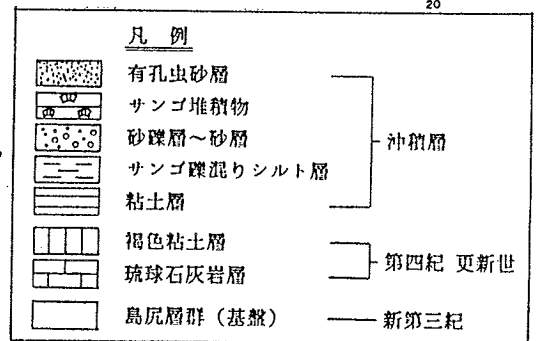 20
凡例
有孔虫砂層
サンゴ堆積物
砂礫層～砂層
サンゴ礫混りシルト層
粘土層
沖積層
褐色粘土層
琉球石灰岩層
第四紀 更新世
島尻層群（基盤）
新第三紀